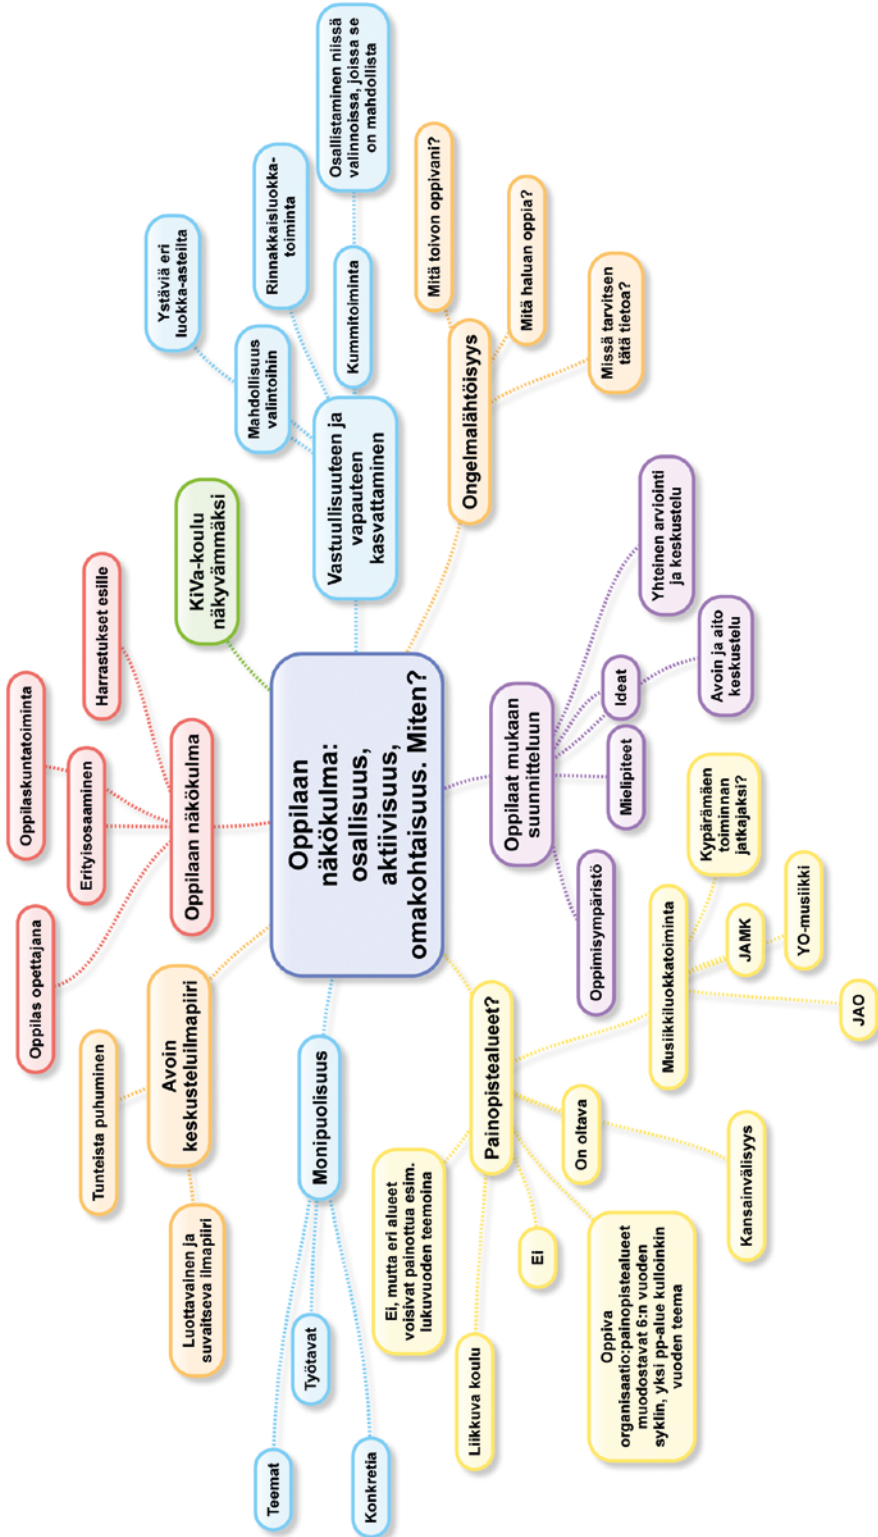 Oppilaan
näkökulma:
osallisuus,
aktiivisuus,
omakohtaisuus. Miten?
Oppilaan näkökulma
Oppilas opettajana
Erityisosaaminen
Oppilaskuntatoiminta
Harrastukset esille
KiVa-koulu
näkyvämmäksi
Vastuullisuuteen ja
vapauteen
kasvattaminen
Mahdollisuus
valintoihin
Ystäviä eri
luokka-asteilta
Rinnakkaisluokka-
toiminta
Kummitoiminta
Osallistaminen niissä
valinnoissa, joissa se
on mahdollista
Ongelmalähtöisyys
Mitä toivon oppivani?
Mitä haluan oppia?
Missä tarvitsen
tätä tietoa?
Oppilaat mukaan
suunnitteluun
Yhteinen arviointi
ja keskustelu
Avoin ja aito
keskustelu
Ideat
Mielipiteet
Oppimisympäristö
Painopistealueet?
Musiikkiluokkatoiminta
Kypärämäen
toiminnan
jatkajaksi?
JAMK
YO-musiikki
JAO
On oltava
Kansainvälisyys
Oppiva
organisaatio:painopistealueet
muodostavat 6:n vuoden
syklin, yksi pp-alue kulloinkin
vuoden teema
Ei
Liikkuva koulu
Ei, mutta eri alueet
voisivat painottua esim.
lukuvuoden teemoina
Monipuolisuus
Teemat
Työtavat
Konkretia
Avoin
keskusteluilmapiiri
Tunteista puhuminen
Luottavainen ja
suvaitseva ilmapiiri